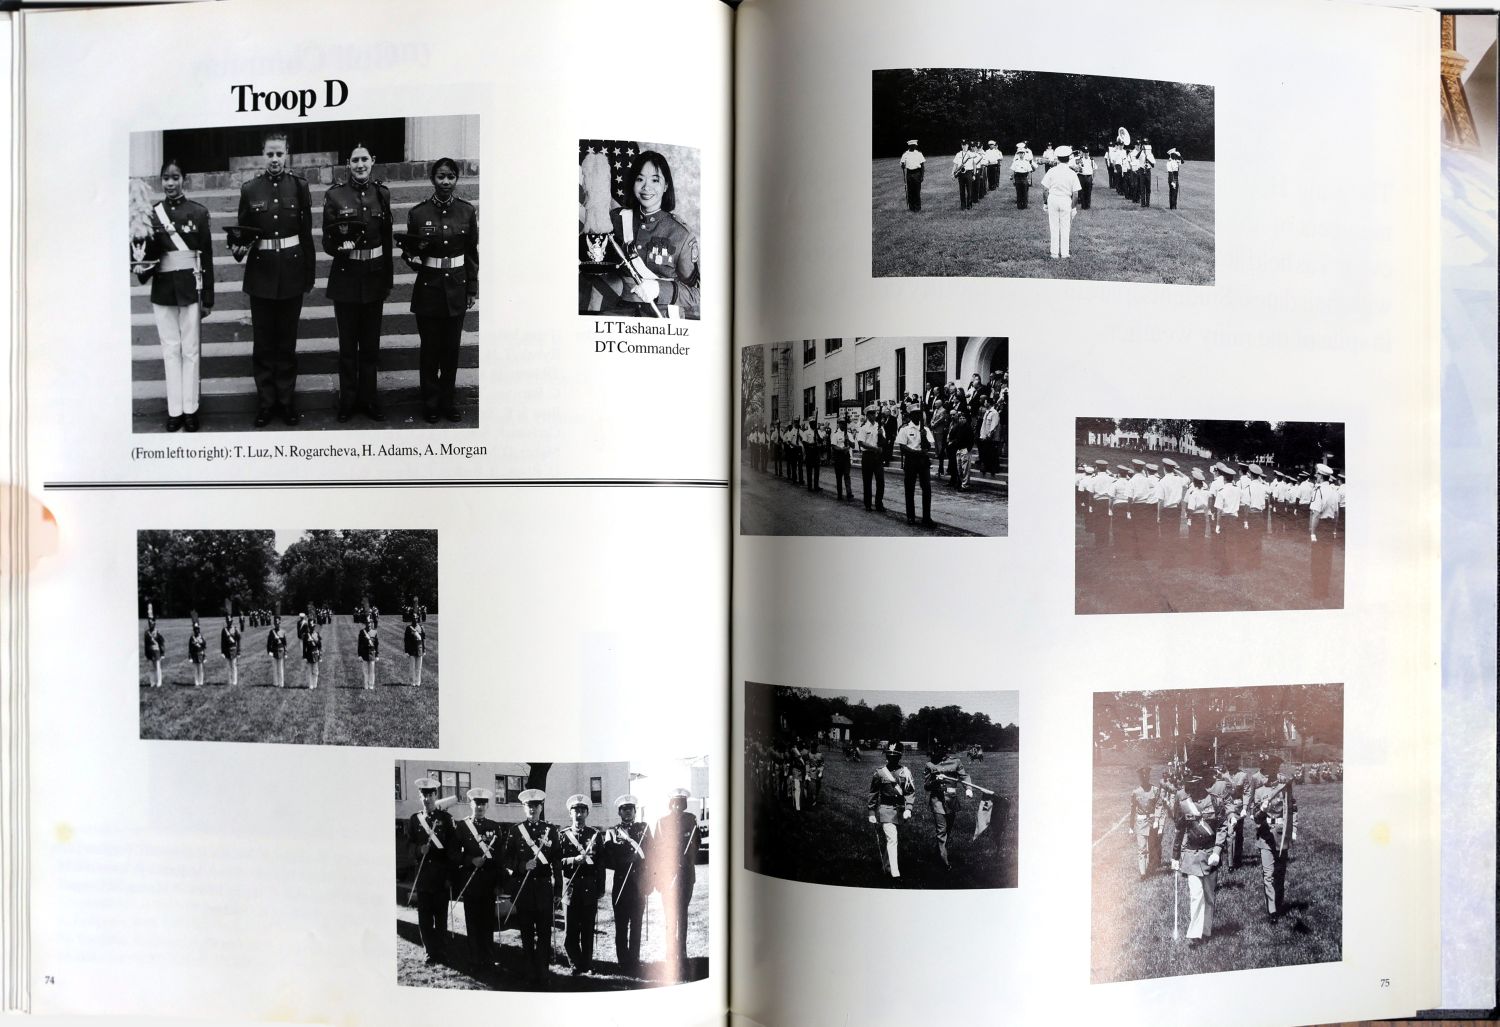 Troop D
LT Tashana Luz
DT Commander
(From left to right): T. Luz, N. Rogarcheva, H. Adams, A. Morgan
74
75